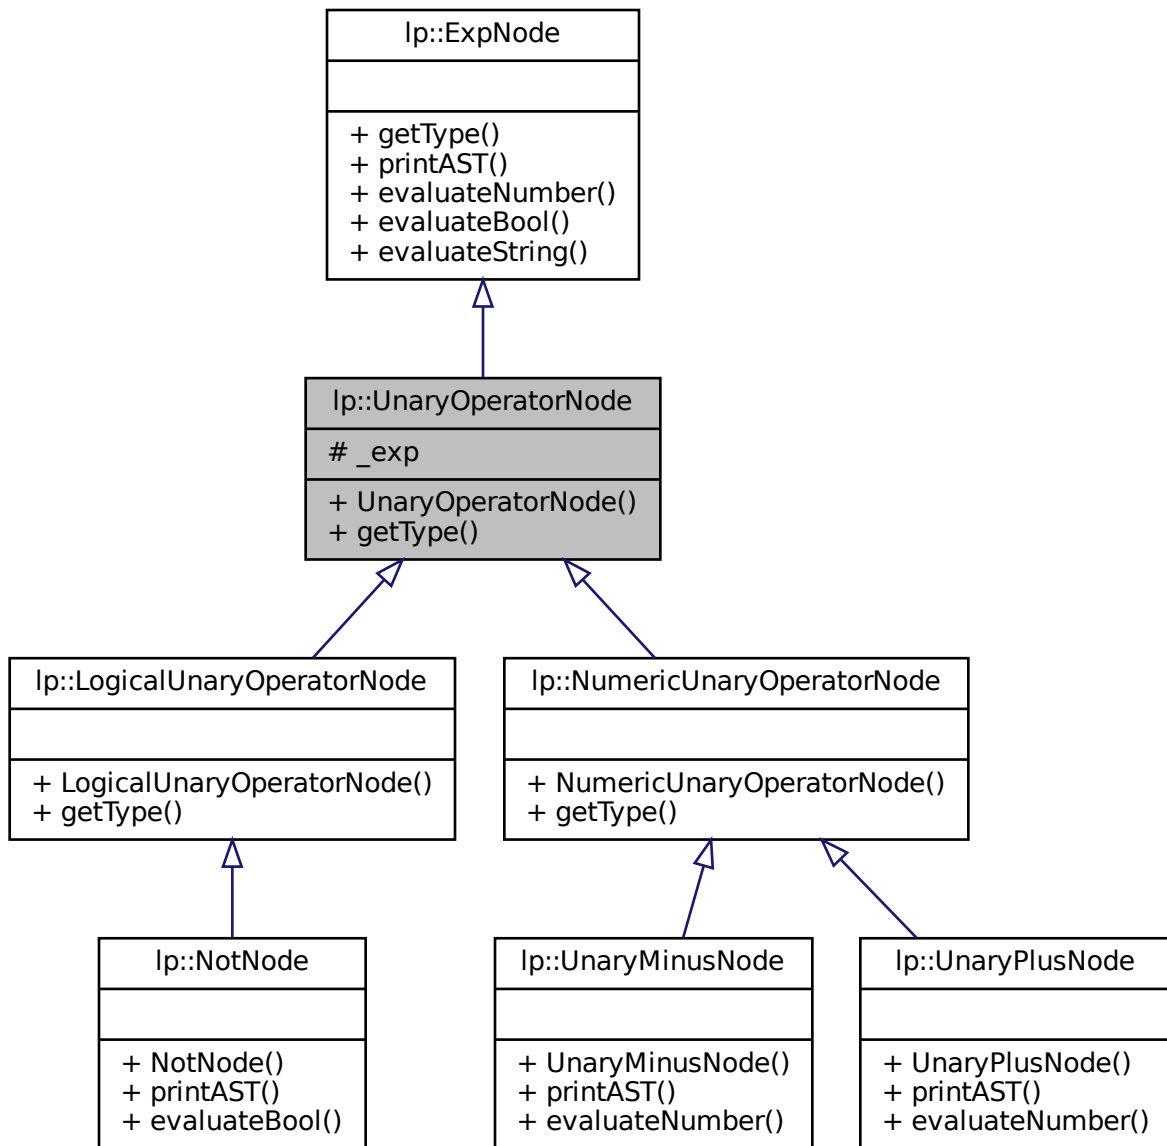 lp::ExpNode
+ getType()
+ printAST()
+ evaluateNumber()
+ evaluateBool()
+ evaluateString()
lp::UnaryOperatorNode
# _exp
+ UnaryOperatorNode()
+ getType()
lp::LogicalUnaryOperatorNode
+ LogicalUnaryOperatorNode()
+ getType()
lp::NumericUnaryOperatorNode
+ NumericUnaryOperatorNode()
+ getType()
lp::NotNode
+ NotNode()
+ printAST()
+ evaluateBool()
lp::UnaryMinusNode
+ UnaryMinusNode()
+ printAST()
+ evaluateNumber()
lp::UnaryPlusNode
+ UnaryPlusNode()
+ printAST()
+ evaluateNumber()